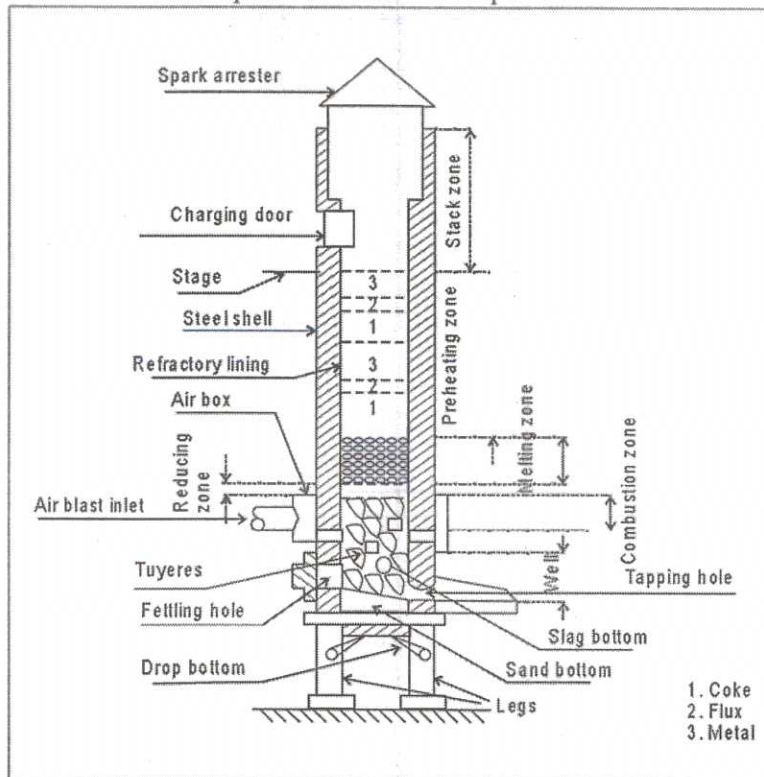 Spark arrester
Charging door
Stage
Steel shell
Refractory lining
Air box
Reducing
zone
Air blast inlet
Tuyeres
Fettling hole
Drop bottom
3
2
1
3
2
1
Stack zone
Preheating zone
Melting zone
Combustion zone
Well
Tapping hole
Slag bottom
Sand bottom
Legs
1. Coke
2. Flux
3. Metal